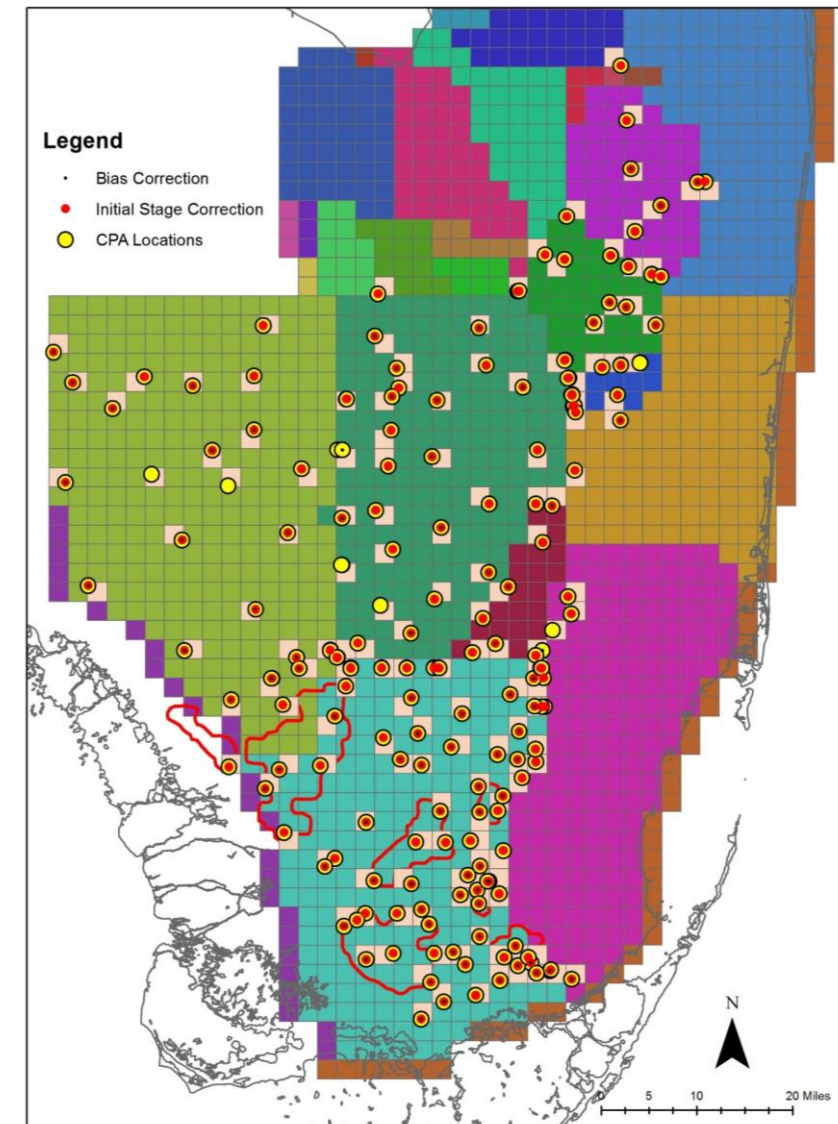 Legend
Bias Correction
Initial Stage Correction
CPA Locations
N
0 5 10 20 Miles